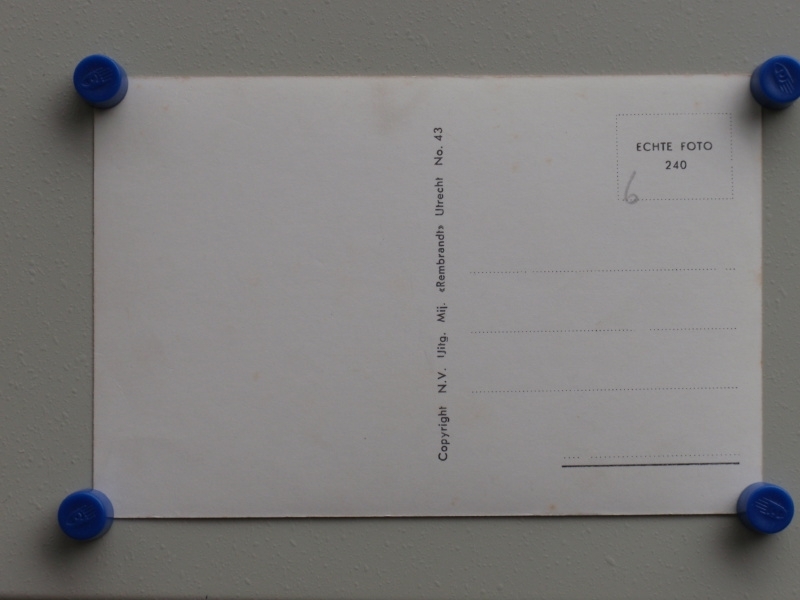 Copyright N.V. Uitg. Mij. «Rembrandt» Utrecht No. 43
ECHTE FOTO
240
6